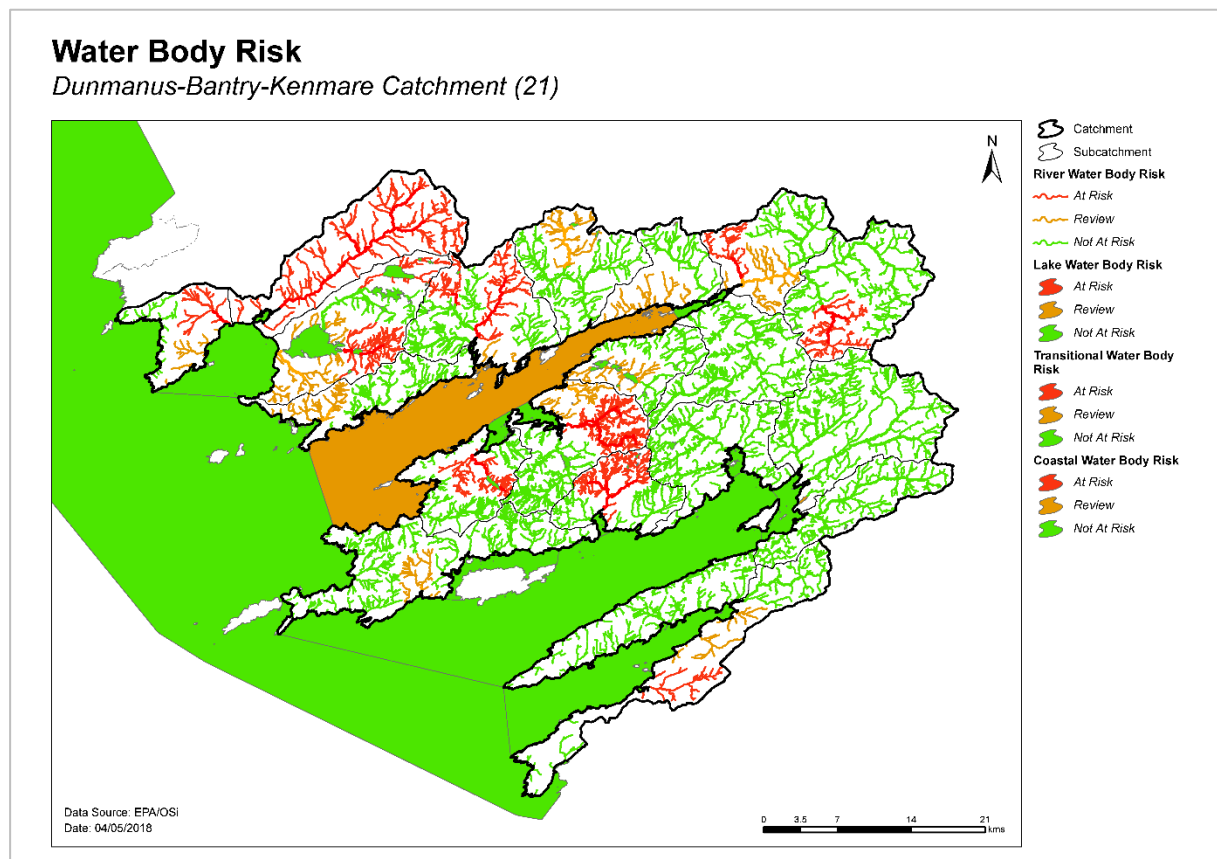 Water Body Risk
Dunmanus-Bantry-Kenmare Catchment (21)
N
Catchment
Subcatchment
River Water Body Risk
At Risk
Review
Not At Risk
Lake Water Body Risk
At Risk
Review
Not At Risk
Transitional Water Body
Risk
At Risk
Review
Not At Risk
Coastal Water Body Risk
At Risk
Review
Not At Risk
Data Source: EPA/OSi
Date: 04/05/2018
0 3.5 7 14 21
kms